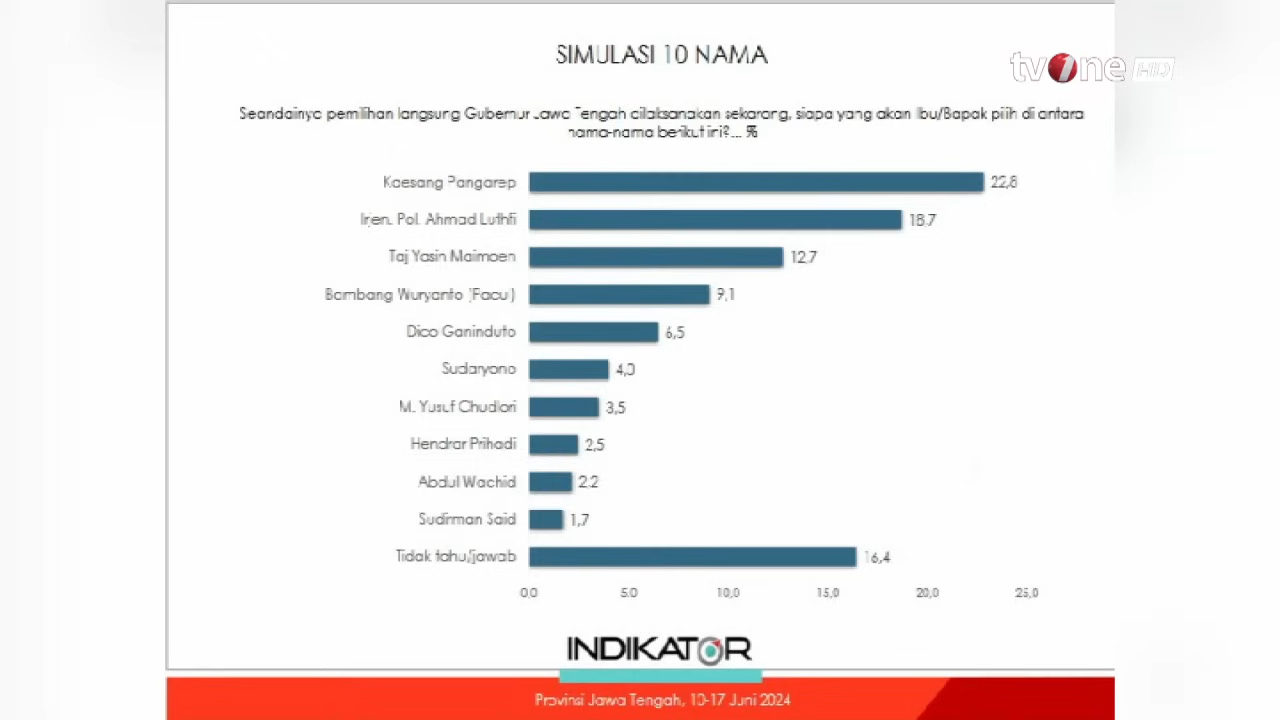 SIMULASI 10 NAMA
tvOne HD
Seandainya pemilihan langsung Gubernur Jawa Tengah dilaksanakan sekarang, siapa yang akan Ibu/Bapak pilih di antara
nama-nama berikut ini?... %
Kaesang Pangarep 22,8
Irjen. Pol. Ahmad Luthfi 18,7
Taj Yasin Maimoen 12,7
Bambang Wuryanto (Pacul) 9,1
Dico Ganinduto 6,5
Sudaryono 4,0
M. Yusuf Chudlori 3,5
Hendrar Prihadi 2,5
Abdul Wachid 2,2
Sudirman Said 1,7
Tidak tahu/jawab 16,4
0,0 5,0 10,0 15,0 20,0 25,0
INDIKATOR
Provinsi Jawa Tengah, 10-17 Juni 2024